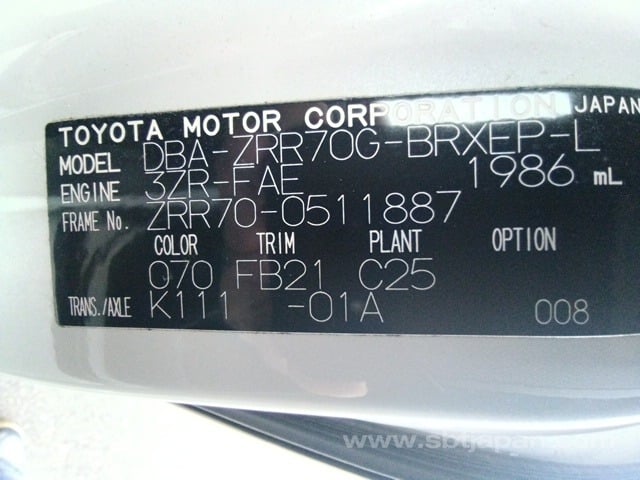 TOYOTA MOTOR CORPORATION JAPAN
MODEL DBA-ZRR70G-BRXEP-L
ENGINE 3ZR-FAE 1986 mL
FRAME No. ZRR70-0511887
COLOR TRIM PLANT OPTION
070 FB21 C25
TRANS./AXLE K111 -01A 008
www.sbtjapan.com